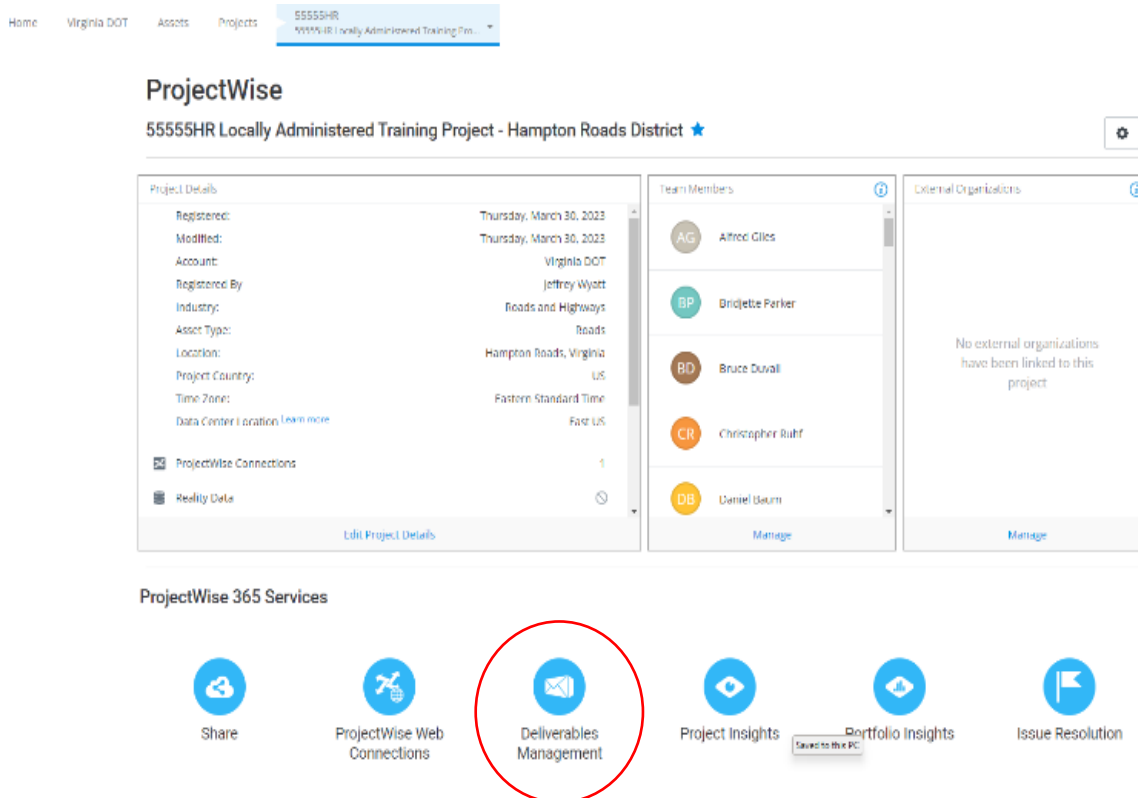 Home
Virginia DOT
Assets
Projects
55555HR
55555HR Locally Administered Training Pro...
ProjectWise
55555HR Locally Administered Training Project - Hampton Roads District
Project Details
Registered: Thursday, March 30, 2023
Modified: Thursday, March 30, 2023
Account: Virginia DOT
Registered By Jeffrey Wyatt
Industry: Roads and Highways
Asset Type: Roads
Location: Hampton Roads, Virginia
Project Country: US
Time Zone: Eastern Standard Time
Data Center Location Learn more East US
ProjectWise Connections 1
Reality Data
Edit Project Details
Team Members
AG Alfred Giles
BP Bridjette Parker
BD Bruce Duvall
CR Christopher Ruhf
DB Daniel Baum
Manage
External Organizations
No external organizations
have been linked to this
project
Manage
ProjectWise 365 Services
Share
ProjectWise Web
Connections
Deliverables
Management
Project Insights
Portfolio Insights
Saved to this PC
Issue Resolution